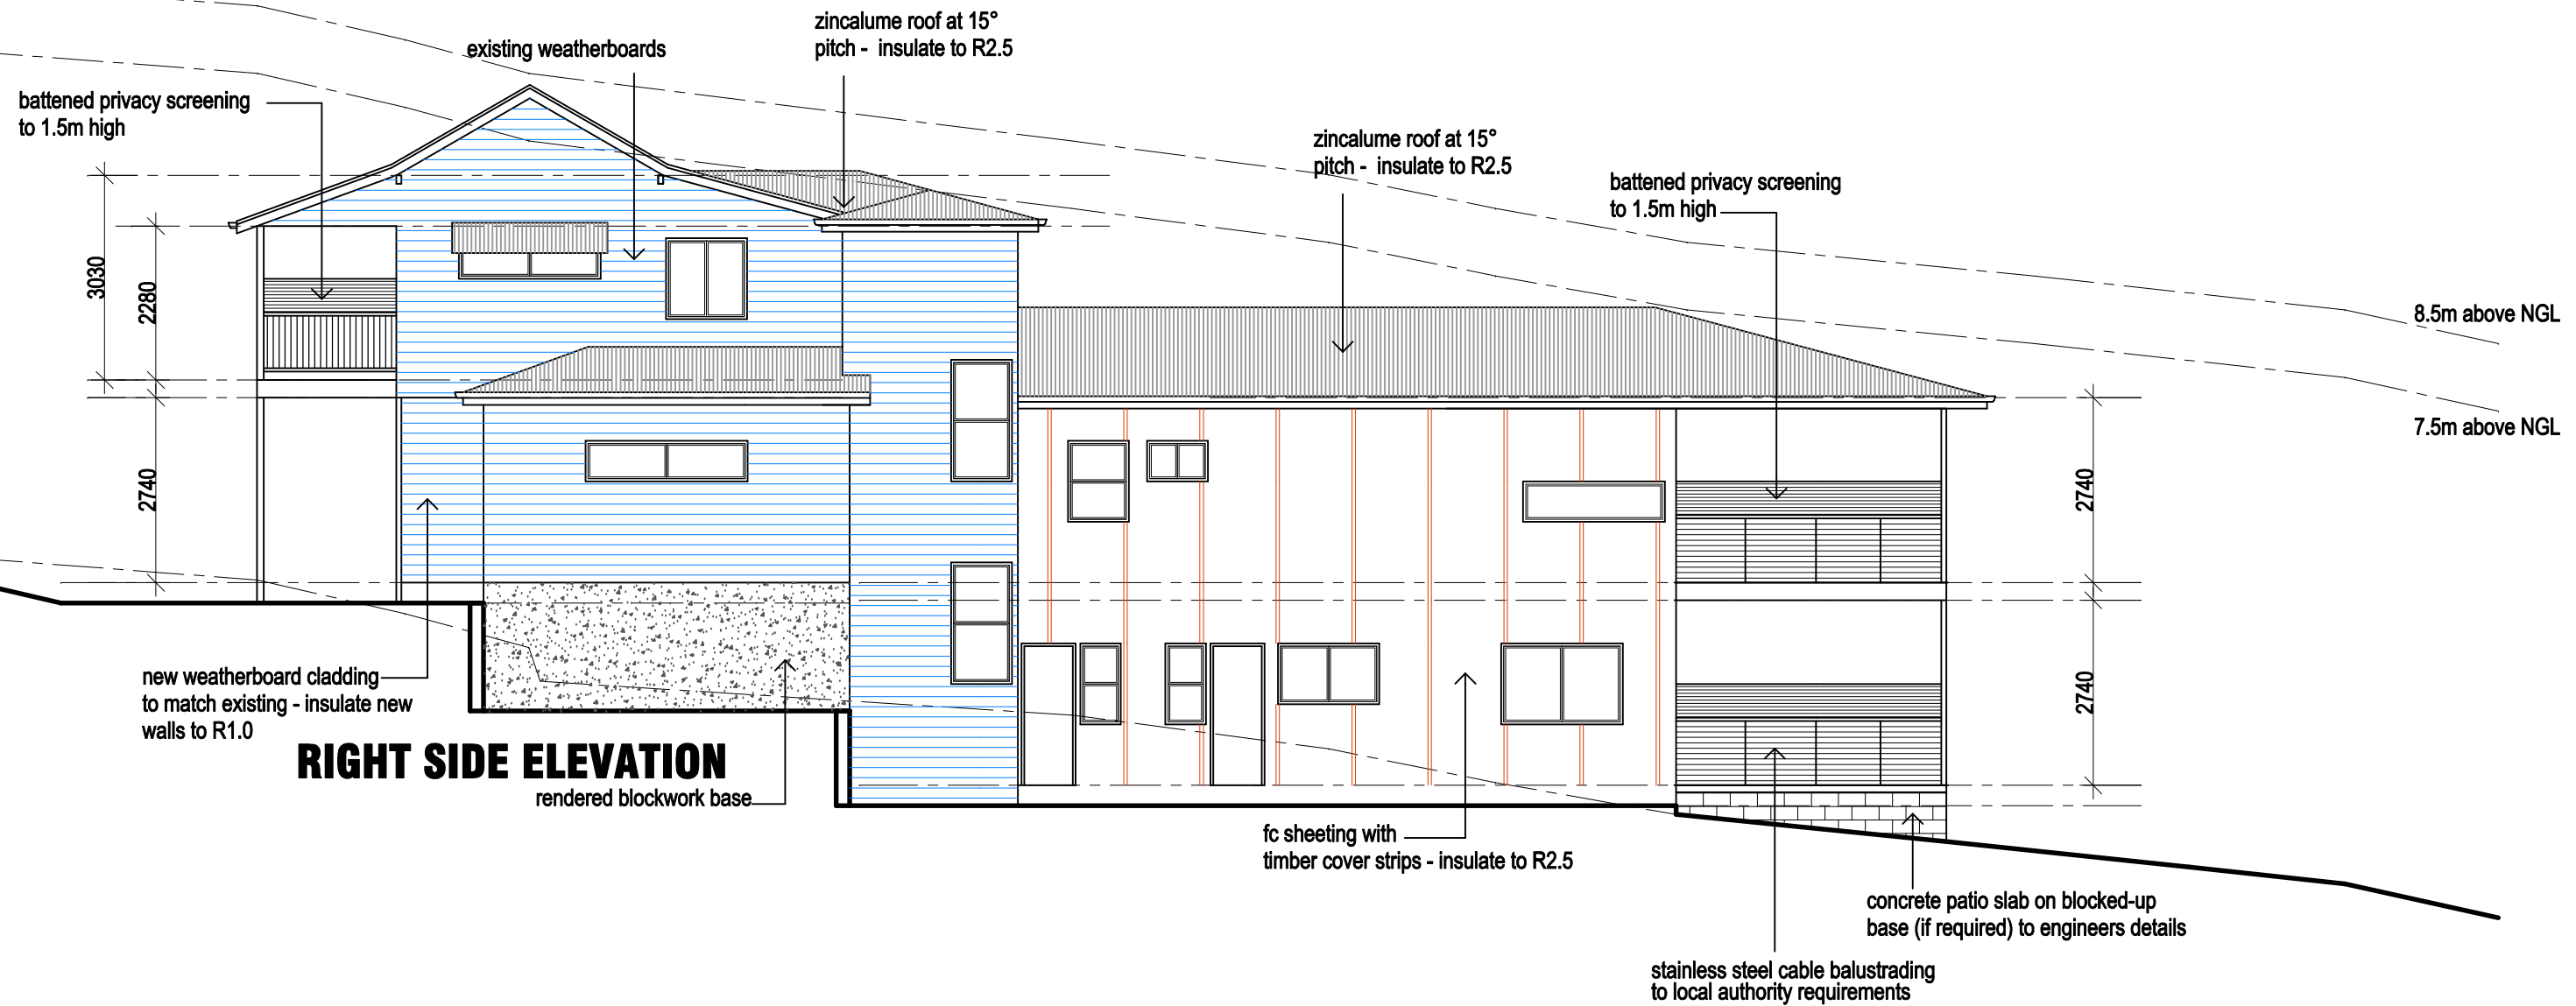 zincalume roof at 15°
pitch - insulate to R2.5
existing weatherboards
battened privacy screening
to 1.5m high
zincalume roof at 15°
pitch - insulate to R2.5
battened privacy screening
to 1.5m high
3030
2280
2740
8.5m above NGL
7.5m above NGL
2740
2740
new weatherboard cladding
to match existing - insulate new
walls to R1.0
RIGHT SIDE ELEVATION
rendered blockwork base
fc sheeting with
timber cover strips - insulate to R2.5
concrete patio slab on blocked-up
base (if required) to engineers details
stainless steel cable balustrading
to local authority requirements